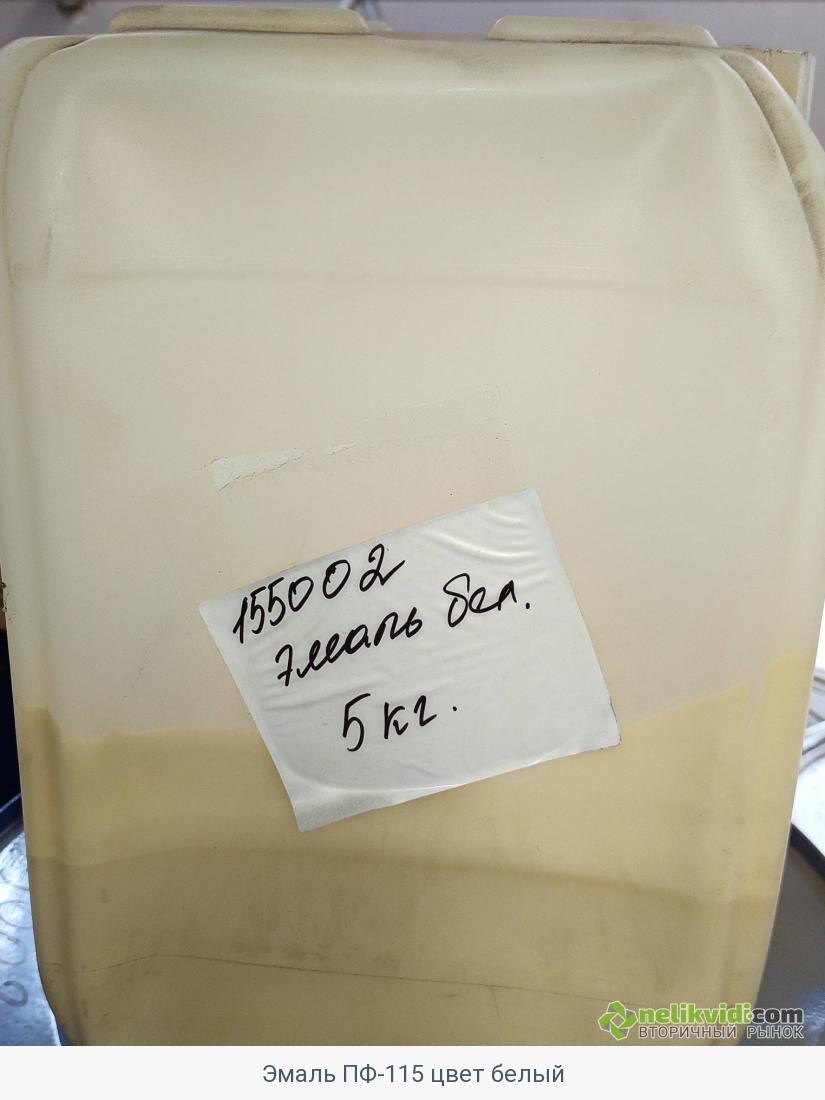 155002
Эмаль бел.
5 кг.
nelikvidi.com
ВТОРИЧНЫЙ РЫНОК
Эмаль ПФ-115 цвет белый